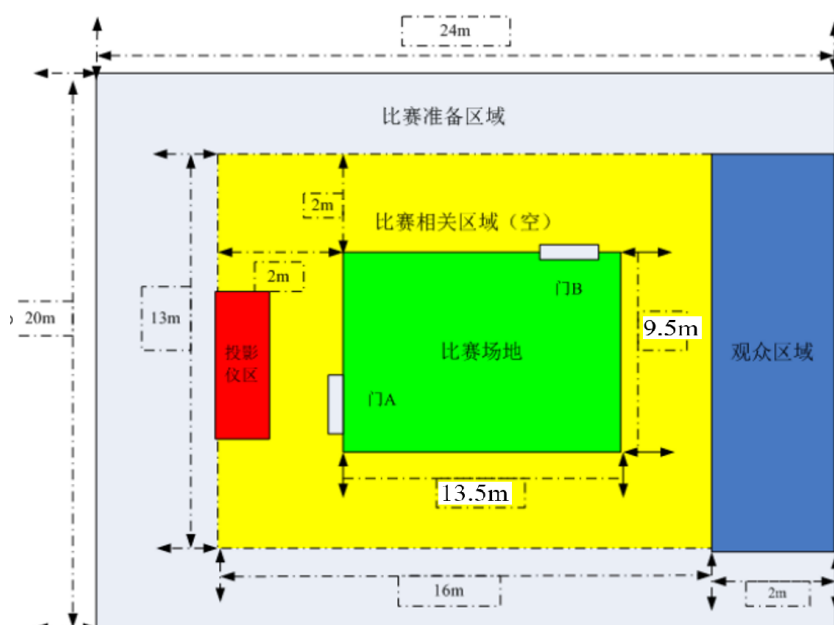 24m
比赛准备区域
2m
比赛相关区域（空）
2m
门B
20m
13m
9.5m
投影
仪区
比赛场地
观众区域
门A
13.5m
16m
2m